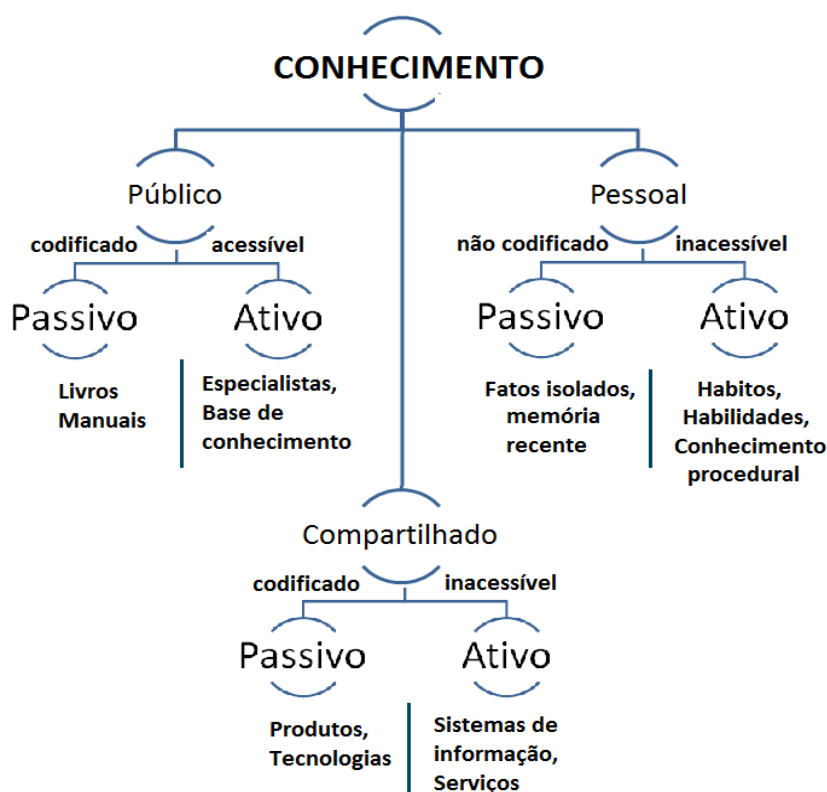 CONHECIMENTO
Público
Pessoal
codificado
acessível
não codificado
inacessível
Passivo
Ativo
Passivo
Ativo
Livros
Manuais
Especialistas,
Base de
conhecimento
Fatos isolados,
memória
recente
Habitos,
Habilidades,
Conhecimento
procedural
Compartilhado
codificado
inacessível
Passivo
Ativo
Produtos,
Tecnologias
Sistemas de
informação,
Serviços